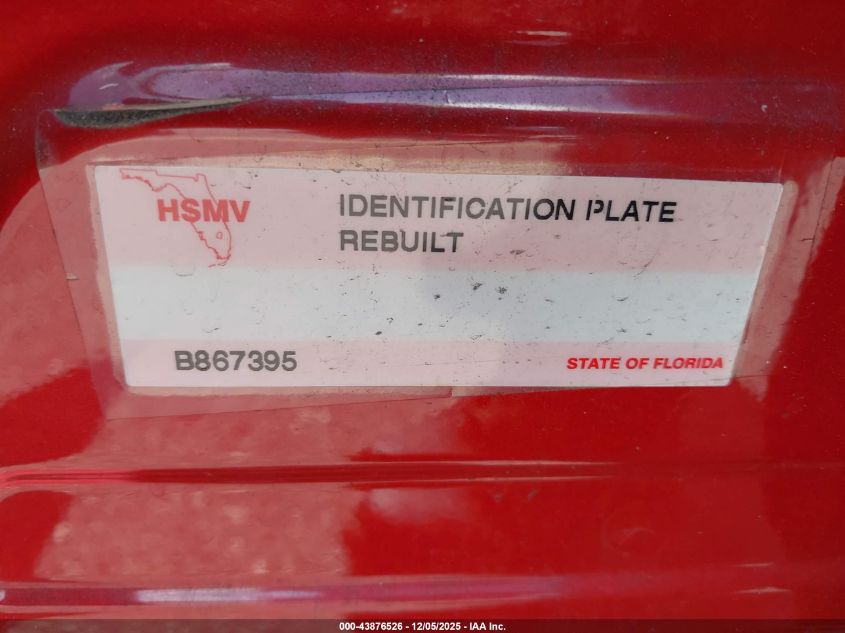 HSMV
IDENTIFICATION PLATE
REBUILT
B867395
STATE OF FLORIDA
000-43876526 - 12/05/2025 - IAA Inc.